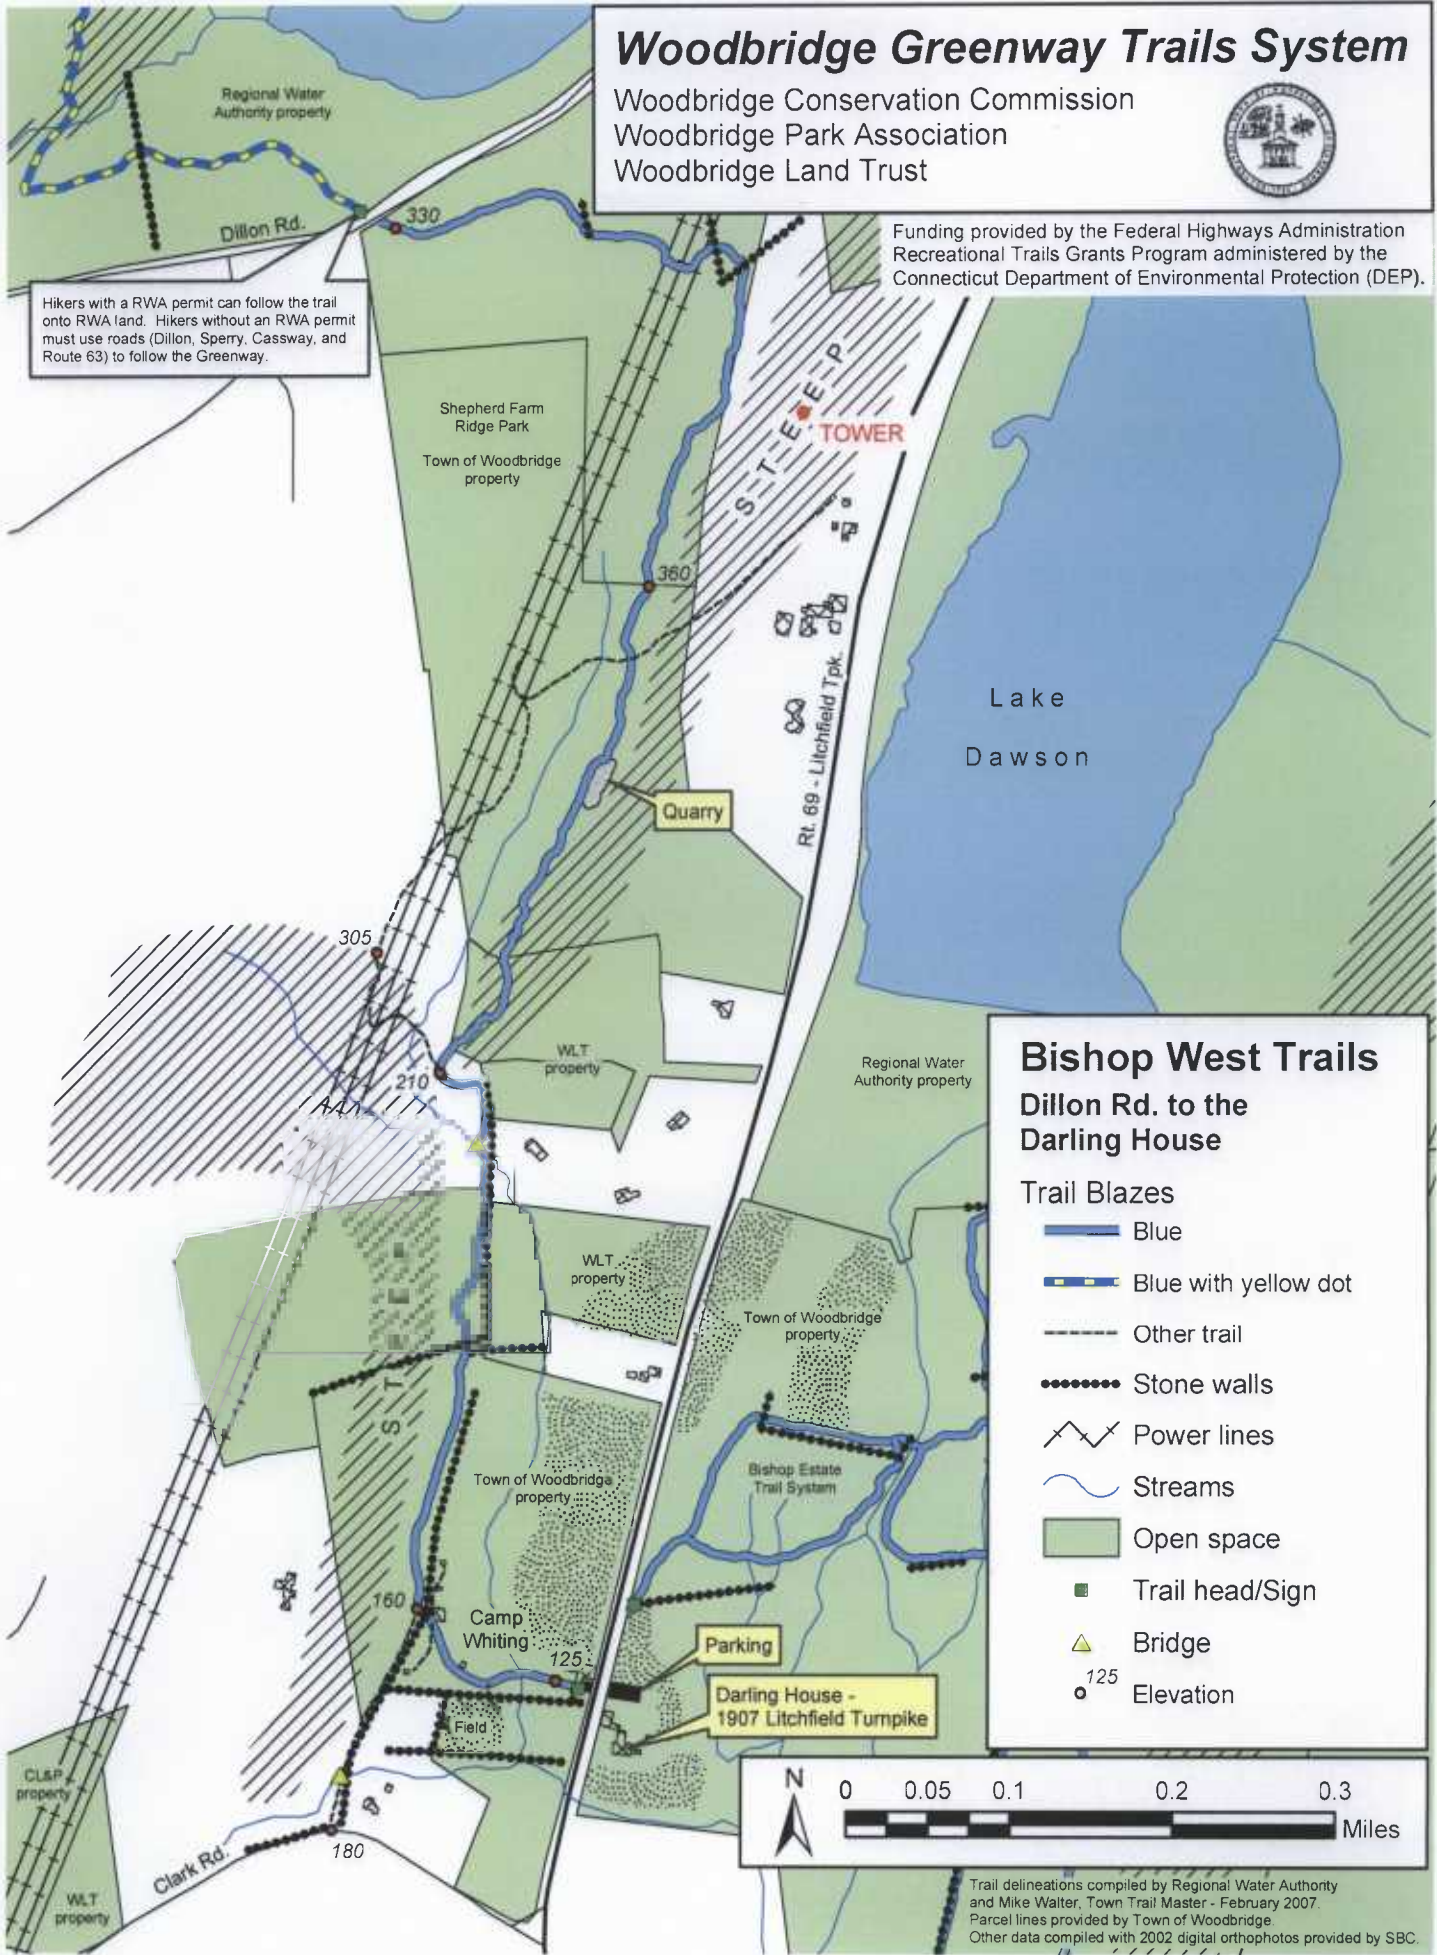 Woodbridge Greenway Trails System
Woodbridge Conservation Commission
Woodbridge Park Association
Woodbridge Land Trust
Funding provided by the Federal Highways Administration
Recreational Trails Grants Program administered by the
Connecticut Department of Environmental Protection (DEP).
Regional Water
Authority property
Dillon Rd.
330
Hikers with a RWA permit can follow the trail
onto RWA land. Hikers without an RWA permit
must use roads (Dillon, Sperry, Cassway, and
Route 63) to follow the Greenway.
Shepherd Farm
Ridge Park
Town of Woodbridge
property
S-T-E-E-P
TOWER
360
Rt. 69 - Litchfield Tpk.
Lake
Dawson
Quarry
305
210
WLT
property
Regional Water
Authority property
WLT
property
Town of Woodbridge
property
S T
Town of Woodbridge
property
Bishop Estate
Trail System
160
Camp
Whiting
125
Parking
Darling House -
1907 Litchfield Turnpike
Field
CL&P
property
Clark Rd.
180
WLT
property
Bishop West Trails
Dillon Rd. to the
Darling House
Trail Blazes
Blue
Blue with yellow dot
Other trail
Stone walls
Power lines
Streams
Open space
Trail head/Sign
Bridge
125
Elevation
N
0 0.05 0.1 0.2 0.3
Miles
Trail delineations compiled by Regional Water Authority
and Mike Walter, Town Trail Master - February 2007.
Parcel lines provided by Town of Woodbridge.
Other data compiled with 2002 digital orthophotos provided by SBC.